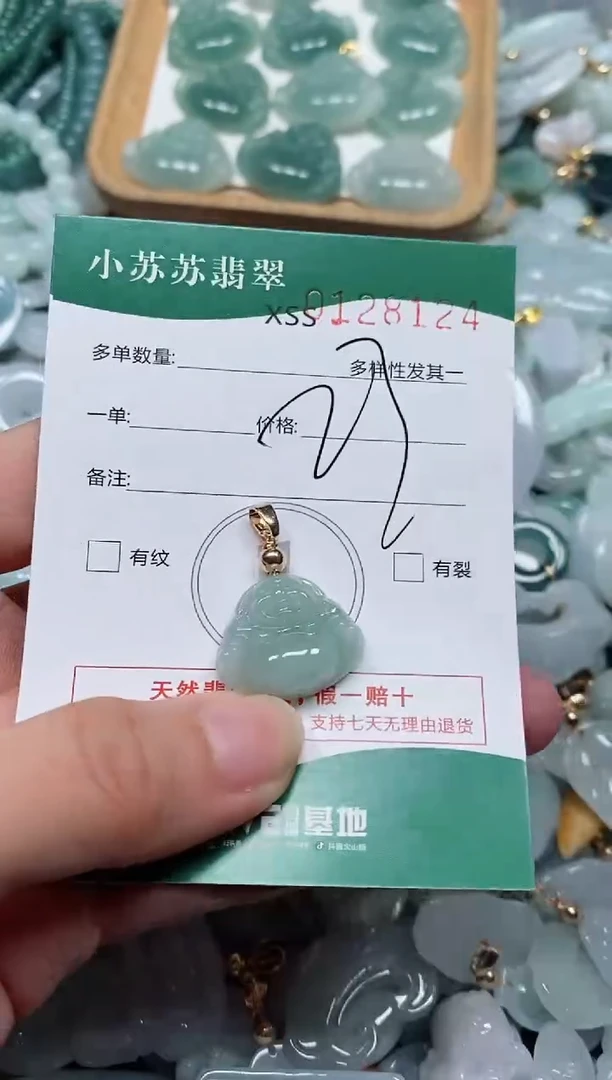 小苏苏翡翠
xss0128124
多单数量: 多样性发其一
一单: 价格:
备注:
有纹 有裂
天然翡 假一赔十
支持七天无理由退货
基地